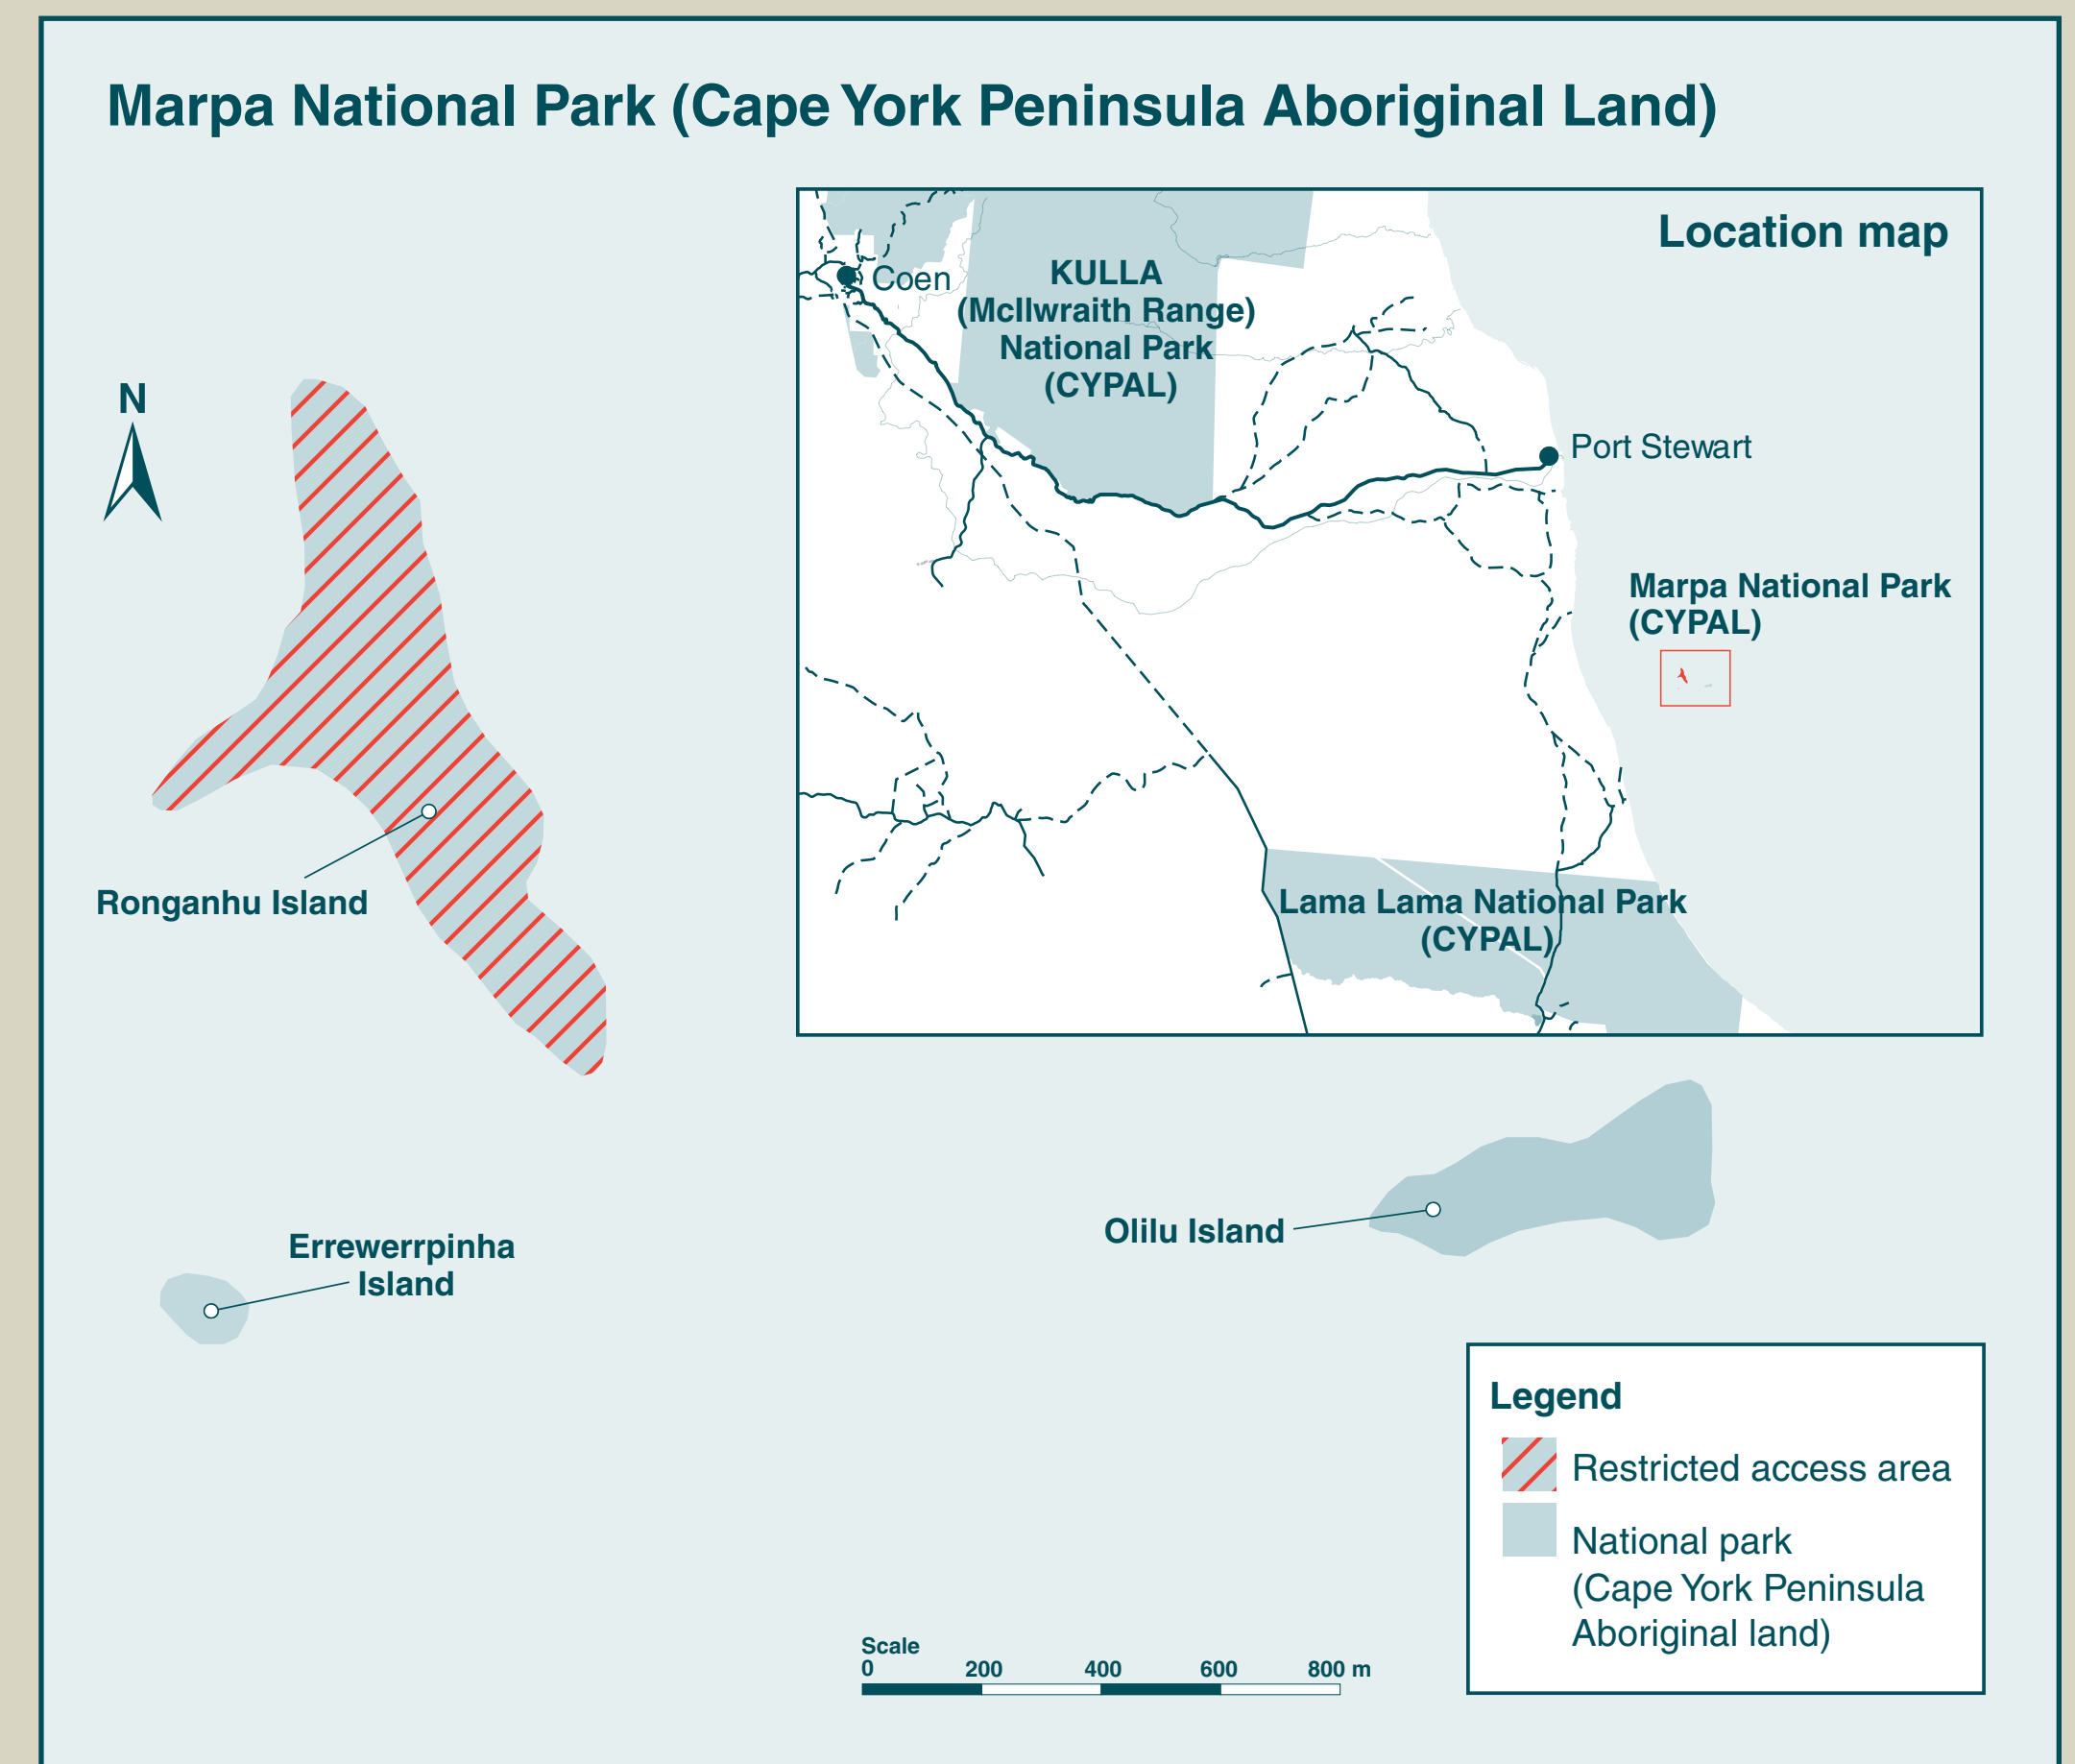 Marpa National Park (Cape York Peninsula Aboriginal Land)
Location map
Coen
KULLA
(McIlwraith Range)
National Park
(CYPAL)
Port Stewart
Marpa National Park
(CYPAL)
Lama Lama National Park
(CYPAL)
N
Ronganhu Island
Errewerrpinha
Island
Olilu Island
Legend
Restricted access area
National park
(Cape York Peninsula
Aboriginal land)
Scale
0 200 400 600 800 m